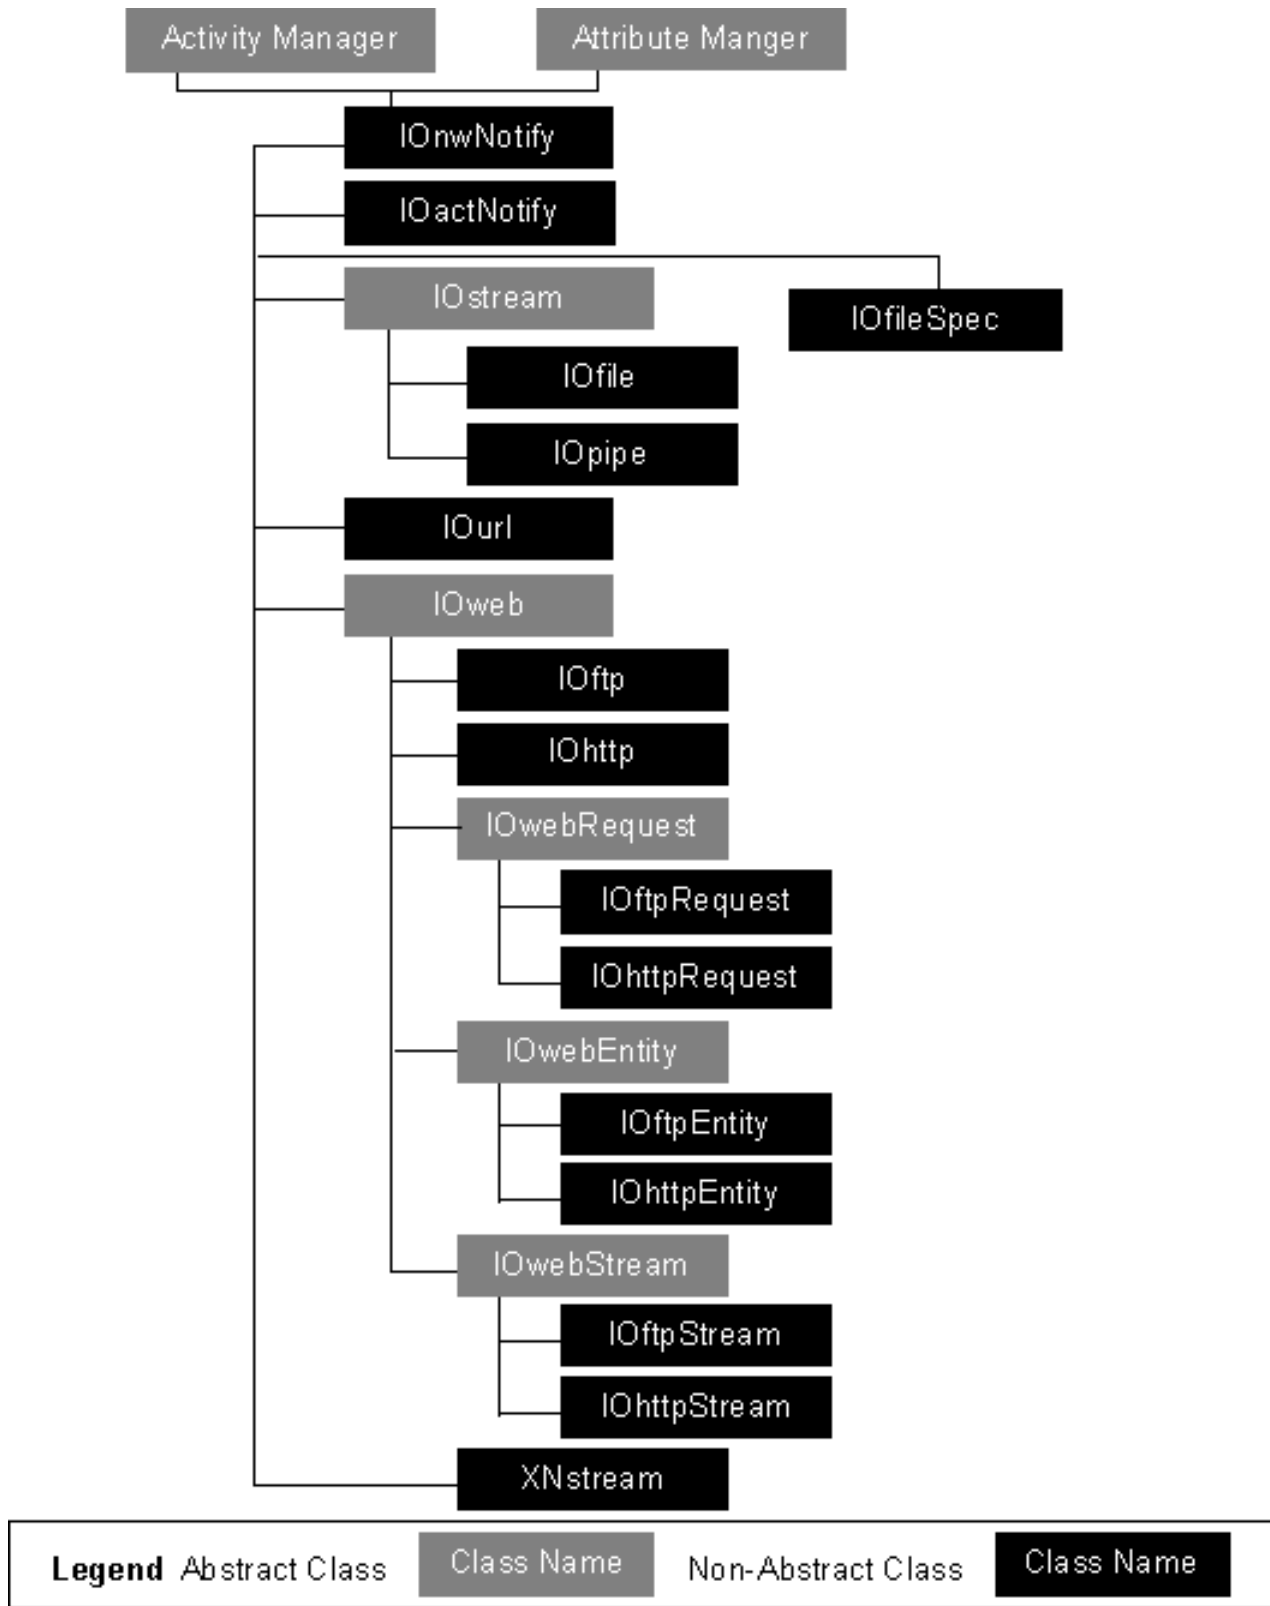 Activity Manager
Attribute Manger
IOnwNotify
IOactNotify
IOstream
IOfileSpec
IOfile
IOpipe
IOurl
IOweb
IOftp
IOhttp
IOwebRequest
IOftpRequest
IOhttpRequest
IOwebEntity
IOftpEntity
IOhttpEntity
IOwebStream
IOftpStream
IOhttpStream
XNstream
Legend Abstract Class Class Name Non-Abstract Class Class Name